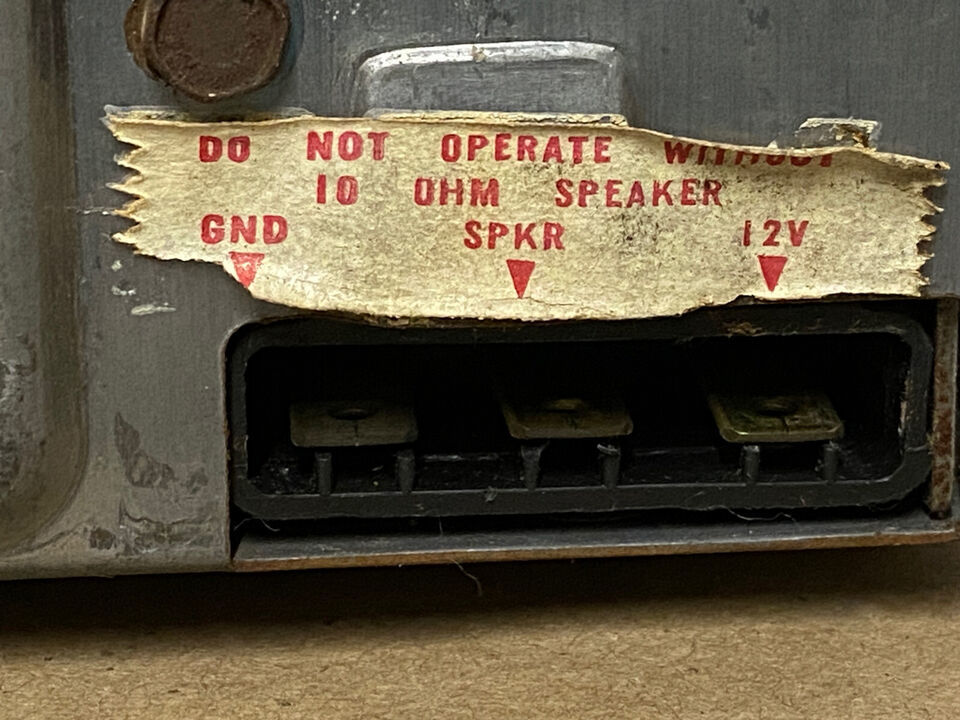 DO NOT OPERATE WITHOUT
10 OHM SPEAKER
GND SPKR 12V